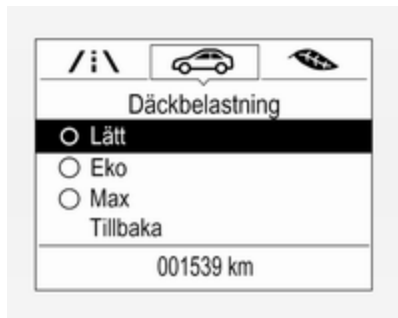 Däckbelastning
Lätt
Eko
Max
Tillbaka
001539 km